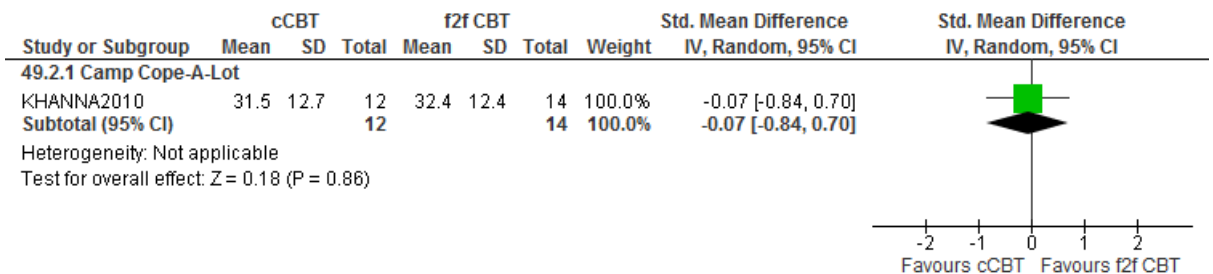 cCBT f2f CBT Std. Mean Difference Std. Mean Difference
Study or Subgroup Mean SD Total Mean SD Total Weight IV, Random, 95% CI IV, Random, 95% CI
49.2.1 Camp Cope-A-Lot
KHANNA2010 31.5 12.7 12 32.4 12.4 14 100.0% -0.07 [-0.84, 0.70]
Subtotal (95% CI) 12 14 100.0% -0.07 [-0.84, 0.70]
Heterogeneity: Not applicable
Test for overall effect: Z = 0.18 (P = 0.86)
-2 -1 0 1 2
Favours cCBT Favours f2f CBT